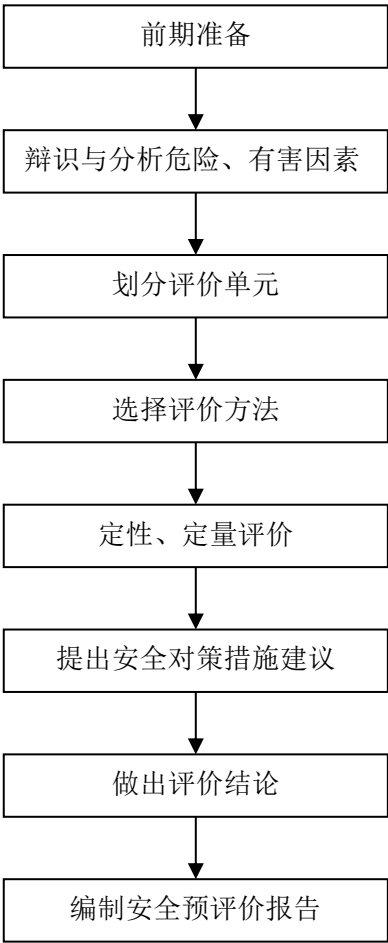 前期准备
辩识与分析危险、有害因素
划分评价单元
选择评价方法
定性、定量评价
提出安全对策措施建议
做出评价结论
编制安全预评价报告